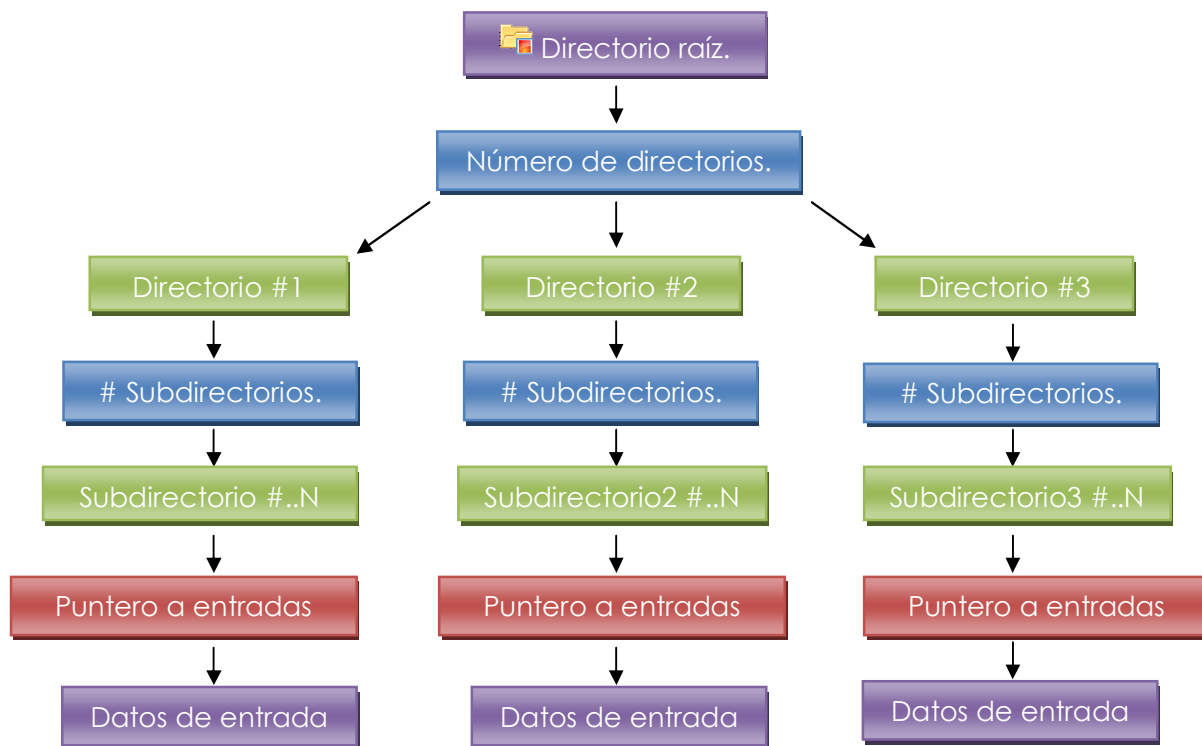 Directorio raíz.
Número de directorios.
Directorio #1
Directorio #2
Directorio #3
# Subdirectorios.
# Subdirectorios.
# Subdirectorios.
Subdirectorio #..N
Subdirectorio2 #..N
Subdirectorio3 #..N
Puntero a entradas
Puntero a entradas
Puntero a entradas
Datos de entrada
Datos de entrada
Datos de entrada